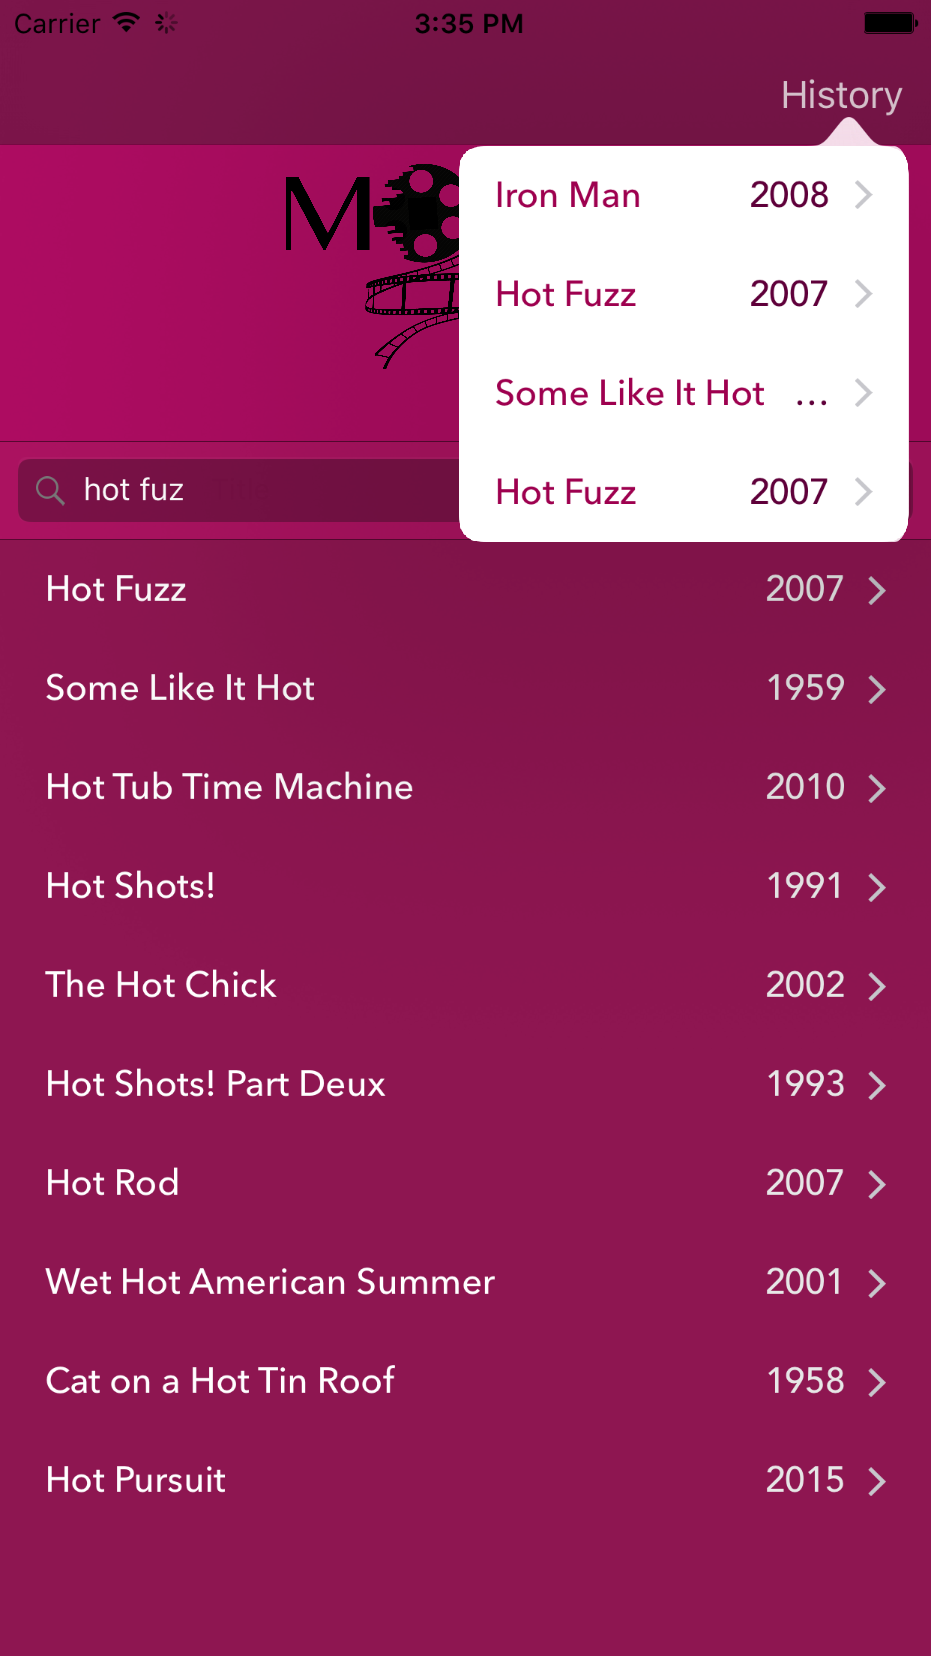 Carrier 3:35 PM
History
Iron Man 2008
Hot Fuzz 2007
Some Like It Hot ...
Hot Fuzz 2007
M
hot fuz
Hot Fuzz 2007
Some Like It Hot 1959
Hot Tub Time Machine 2010
Hot Shots! 1991
The Hot Chick 2002
Hot Shots! Part Deux 1993
Hot Rod 2007
Wet Hot American Summer 2001
Cat on a Hot Tin Roof 1958
Hot Pursuit 2015